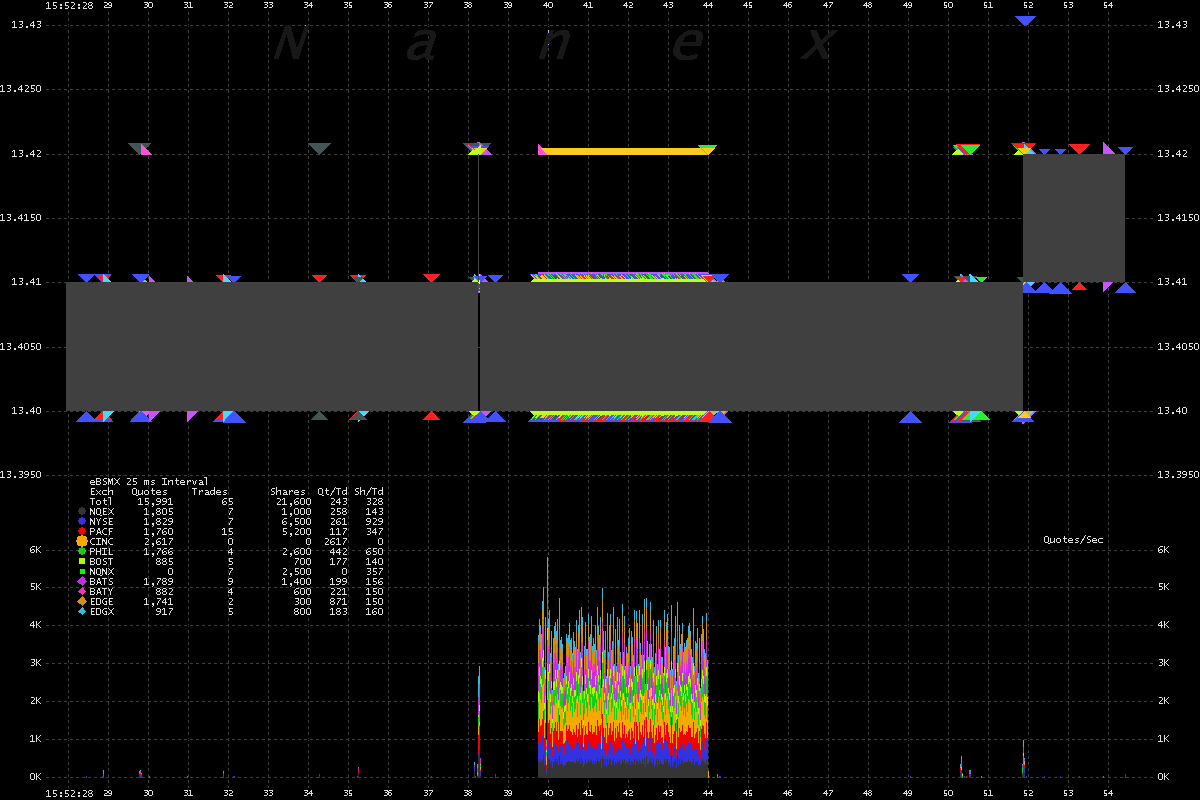 15:52:28 29 30 31 32 33 34 35 36 37 38 39 40 41 42 43 44 45 46 47 48 49 50 51 52 53 54
13.43 13.43
N a n e x
13.4250 13.4250
13.42 13.42
13.4150 13.4150
13.41 13.41
13.4050 13.4050
13.40 13.40
13.3950 13.3950
eBSMX 25 ms Interval
Exch Quotes Trades Shares Qt/Td Sh/Td
Totl 15,991 65 21,600 243 328
NQEX 1,805 7 1,000 258 143
NYSE 1,829 7 6,500 261 929
PACF 1,760 15 5,200 117 347
CINC 2,617 0 0 2617 0
PHIL 1,766 4 2,600 442 650
BOST 885 5 700 177 140
NQNX 0 7 2,500 0 357
BATS 1,789 9 1,400 199 156
BATY 882 4 600 221 150
EDGE 1,741 2 300 871 150
EDGX 917 5 800 183 160
Quotes/Sec
6K 6K
5K 5K
4K 4K
3K 3K
2K 2K
1K 1K
0K 0K
15:52:28 29 30 31 32 33 34 35 36 37 38 39 40 41 42 43 44 45 46 47 48 49 50 51 52 53 54